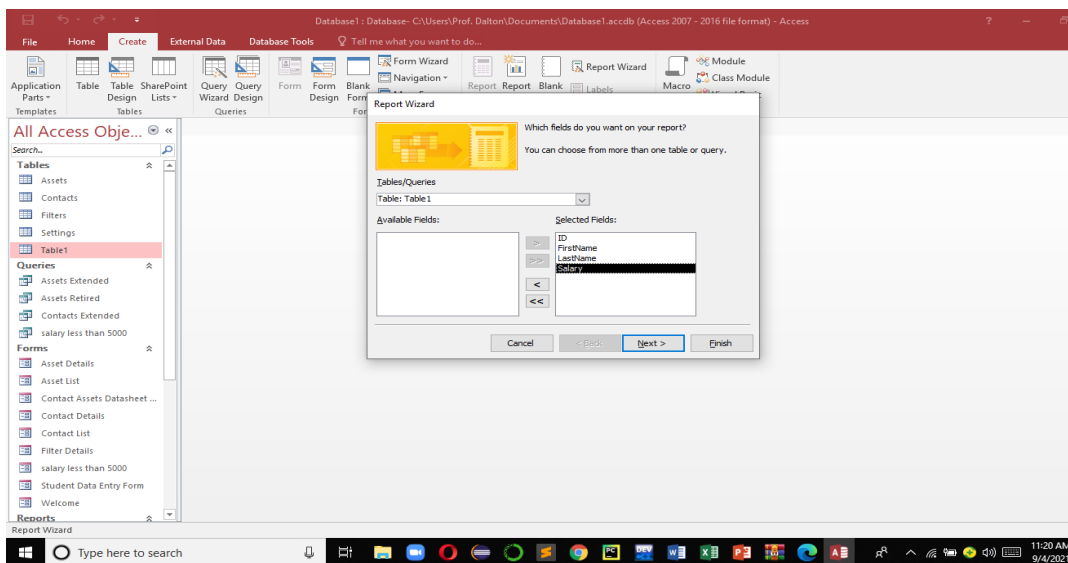 Database1 : Database- C:\Users\Prof. Dalton\Documents\Database1.accdb (Access 2007 - 2016 file format) - Access
?
File Home Create External Data Database Tools Tell me what you want to do...
Application Parts
Table
Table Design
SharePoint Lists
Query Wizard
Query Design
Form
Form Design
Blank Form
Form Wizard
Navigation
Report
Report
Blank
Report Wizard
Labels
Macro
Module
Class Module
Templates Tables Queries
All Access Obje...
Search...
Tables
Assets
Contacts
Filters
Settings
Table1
Queries
Assets Extended
Assets Retired
Contacts Extended
salary less than 5000
Forms
Asset Details
Asset List
Contact Assets Datasheet ...
Contact Details
Contact List
Filter Details
salary less than 5000
Student Data Entry Form
Welcome
Reports
Report Wizard
Which fields do you want on your report?
You can choose from more than one table or query.
Tables/Queries
Table: Table1
Available Fields:
Selected Fields:
ID
FirstName
LastName
Salary
>
>>
<
<<
Cancel < Back Next > Finish
Report Wizard
Type here to search
11:20 AM
9/4/2021